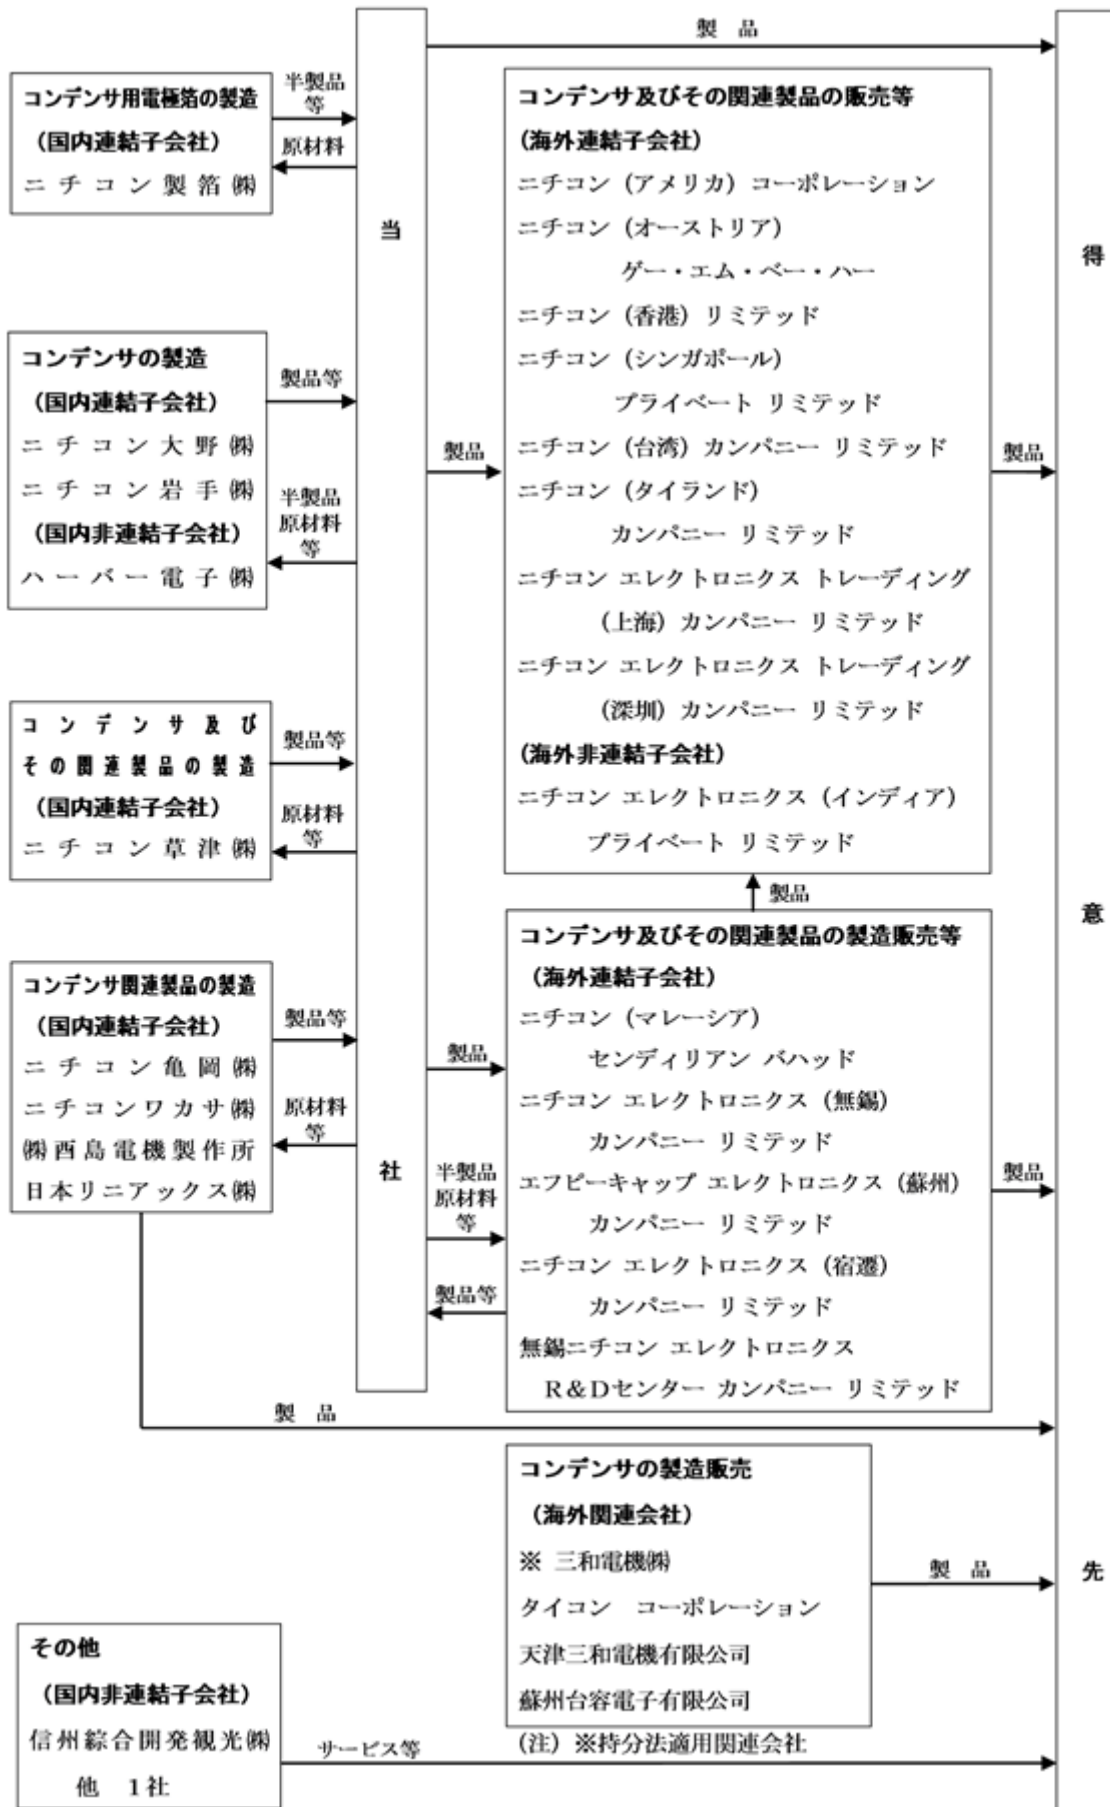 製 品
コンデンサ用電極箔の製造
(国内連結子会社)
ニチコン製箔㈱
半製品
等
原材料
コンデンサの製造
(国内連結子会社)
ニチコン大野㈱
ニチコン岩手㈱
(国内非連結子会社)
ハーバー電子㈱
製品等
半製品
原材料
等
コンデンサ及び
その関連製品の製造
(国内連結子会社)
ニチコン草津㈱
製品等
原材料
等
コンデンサ関連製品の製造
(国内連結子会社)
ニチコン亀岡㈱
ニチコンワカサ㈱
㈱酉島電機製作所
日本リニアックス㈱
製品等
原材料
等
製 品
当
社
製品
コンデンサ及びその関連製品の販売等
(海外連結子会社)
ニチコン (アメリカ) コーポレーション
ニチコン (オーストリア)
ゲー・エム・ベー・ハー
ニチコン (香港) リミテッド
ニチコン (シンガポール)
プライベート リミテッド
ニチコン (台湾) カンパニー リミテッド
ニチコン (タイランド)
カンパニー リミテッド
ニチコン エレクトロニクス トレーディング
(上海) カンパニー リミテッド
ニチコン エレクトロニクス トレーディング
(深圳) カンパニー リミテッド
(海外非連結子会社)
ニチコン エレクトロニクス (インディア)
プライベート リミテッド
製品
製品
製品
半製品
原材料
等
製品等
コンデンサ及びその関連製品の製造販売等
(海外連結子会社)
ニチコン (マレーシア)
センディリアン バハッド
ニチコン エレクトロニクス (無錫)
カンパニー リミテッド
エフピーキャップ エレクトロニクス (蘇州)
カンパニー リミテッド
ニチコン エレクトロニクス (宿遷)
カンパニー リミテッド
無錫ニチコン エレクトロニクス
R&Dセンター カンパニー リミテッド
製品
コンデンサの製造販売
(海外関連会社)
※ 三和電機㈱
タイコン コーポレーション
天津三和電機有限公司
蘇州台容電子有限公司
(注) ※持分法適用関連会社
製 品
その他
(国内非連結子会社)
信州綜合開発観光㈱
他 1社
サービス等
得
意
先